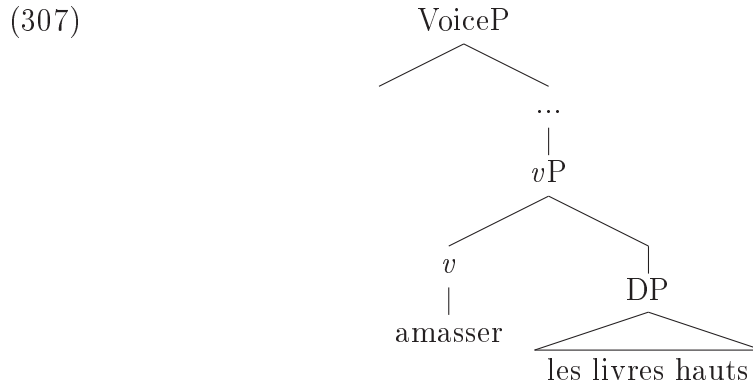 (307) VoiceP
...
vP
v
DP
amasser
les livres hauts